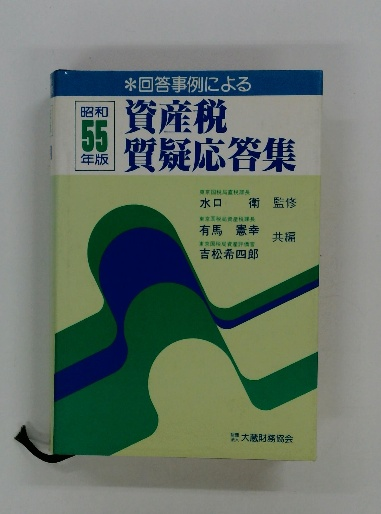 ＊回答事例による
昭和
55
年版
資産税
質疑応答集
水口 衛 監修
有馬 憲幸
吉松希四郎
共編
大蔵財務協会